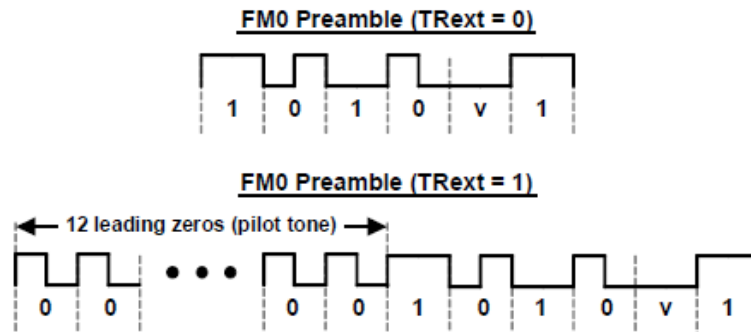 FM0 Preamble (TRext = 0)
1 0 1 0 v 1
FM0 Preamble (TRext = 1)
12 leading zeros (pilot tone)
0 0 0 0 1 0 1 0 v 1